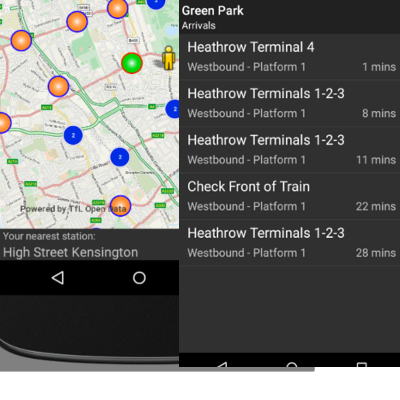 Green Park
Arrivals
Heathrow Terminal 4
Westbound - Platform 1 1 mins
Heathrow Terminals 1-2-3
Westbound - Platform 1 8 mins
Heathrow Terminals 1-2-3
Westbound - Platform 1 11 mins
Check Front of Train
Westbound - Platform 1 22 mins
Heathrow Terminals 1-2-3
Westbound - Platform 1 28 mins
2
2
2
2
Powered by TfL Open Data
Your nearest station:
High Street Kensington